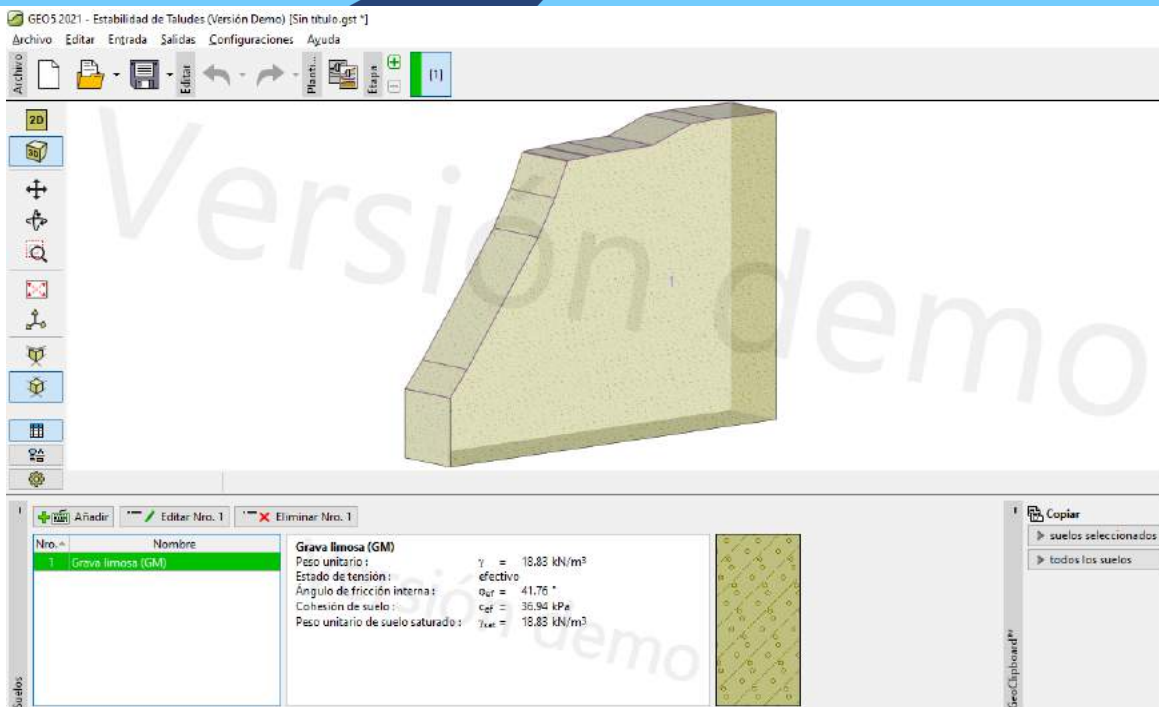 GEO5 2021 - Estabilidad de Taludes (Versión Demo) [Sin título.gst *]
Archivo Editar Entrada Salidas Configuraciones Ayuda
Archivo
Editar
Planti...
Etapa
[1]
2D
3D
Versión demo
1
Añadir
Editar Nro. 1
Eliminar Nro. 1
Nro. Nombre
1 Grava limosa (GM)
Grava limosa (GM)
Peso unitario : γ = 18.83 kN/m³
Estado de tensión : efectivo
Ángulo de fricción interna : φef = 41.76 °
Cohesión de suelo : cef = 36.94 kPa
Peso unitario de suelo saturado : γsat = 18.83 kN/m³
Versión demo
Copiar
suelos seleccionados
todos los suelos
Suelos
GeoClipboard™